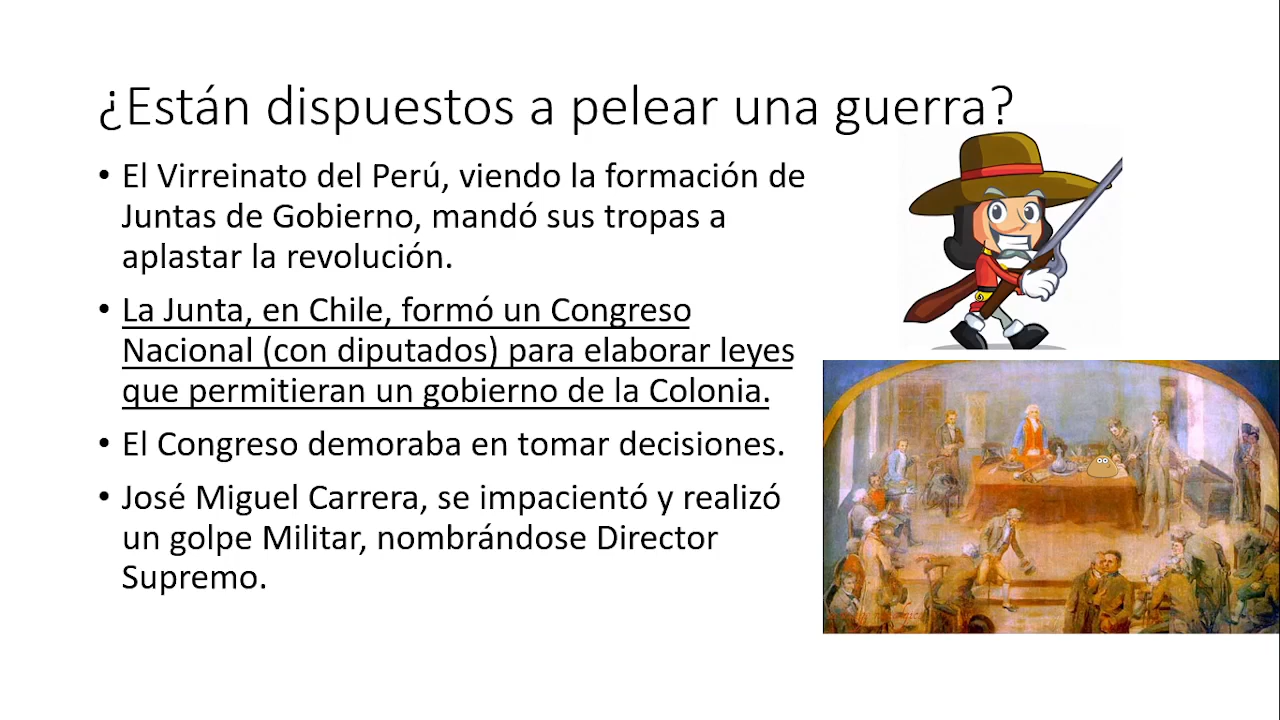 ¿Están dispuestos a pelear una guerra?
• El Virreinato del Perú, viendo la formación de
Juntas de Gobierno, mandó sus tropas a
aplastar la revolución.
• La Junta, en Chile, formó un Congreso
Nacional (con diputados) para elaborar leyes
que permitieran un gobierno de la Colonia.
• El Congreso demoraba en tomar decisiones.
• José Miguel Carrera, se impacientó y realizó
un golpe Militar, nombrándose Director
Supremo.